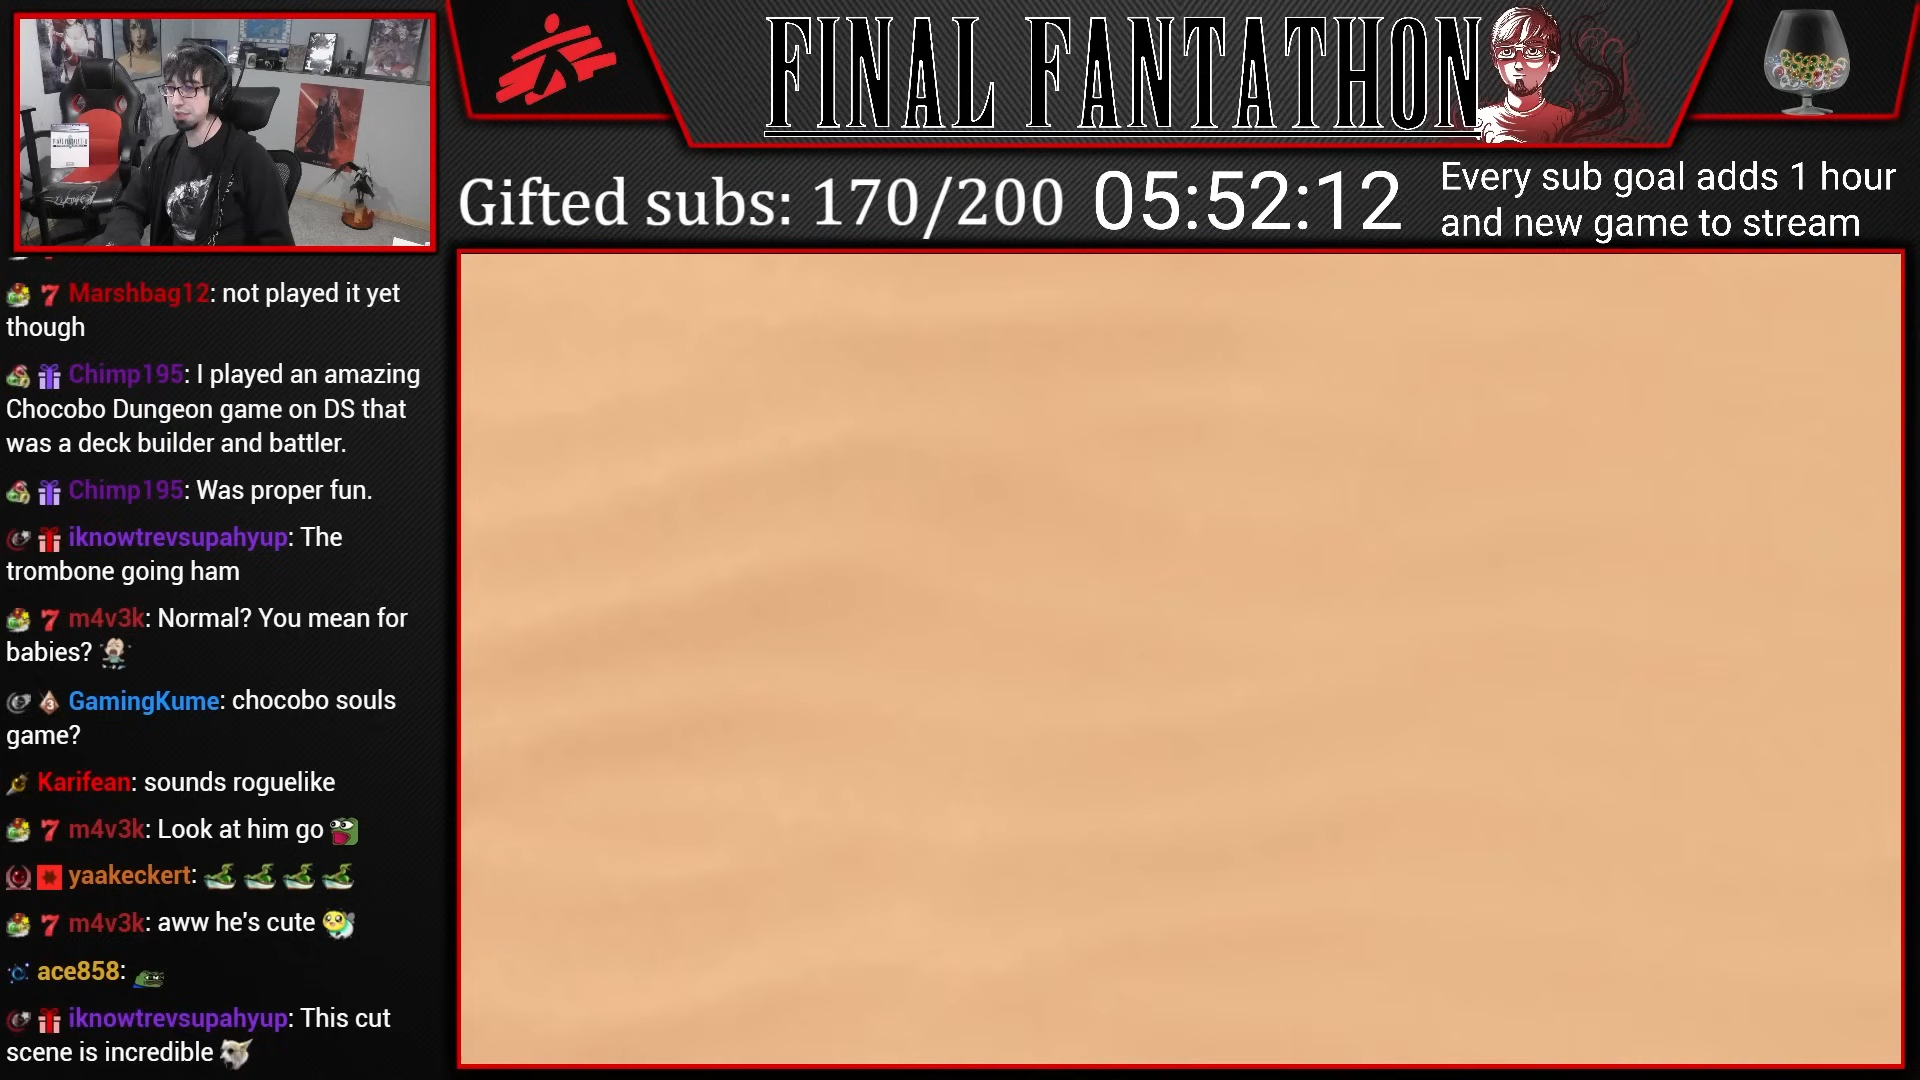 FINAL FANTATHON
Gifted subs: 170/200
05:52:12
Every sub goal adds 1 hour
and new game to stream
Marshbag12: not played it yet
though
Chimp195: I played an amazing
Chocobo Dungeon game on DS that
was a deck builder and battler.
Chimp195: Was proper fun.
iknowtrevsupahyup: The
trombone going ham
m4v3k: Normal? You mean for
babies?
GamingKume: chocobo souls
game?
Karifean: sounds roguelike
m4v3k: Look at him go
yaakeckert:
m4v3k: aww he's cute
ace858:
iknowtrevsupahyup: This cut
scene is incredible